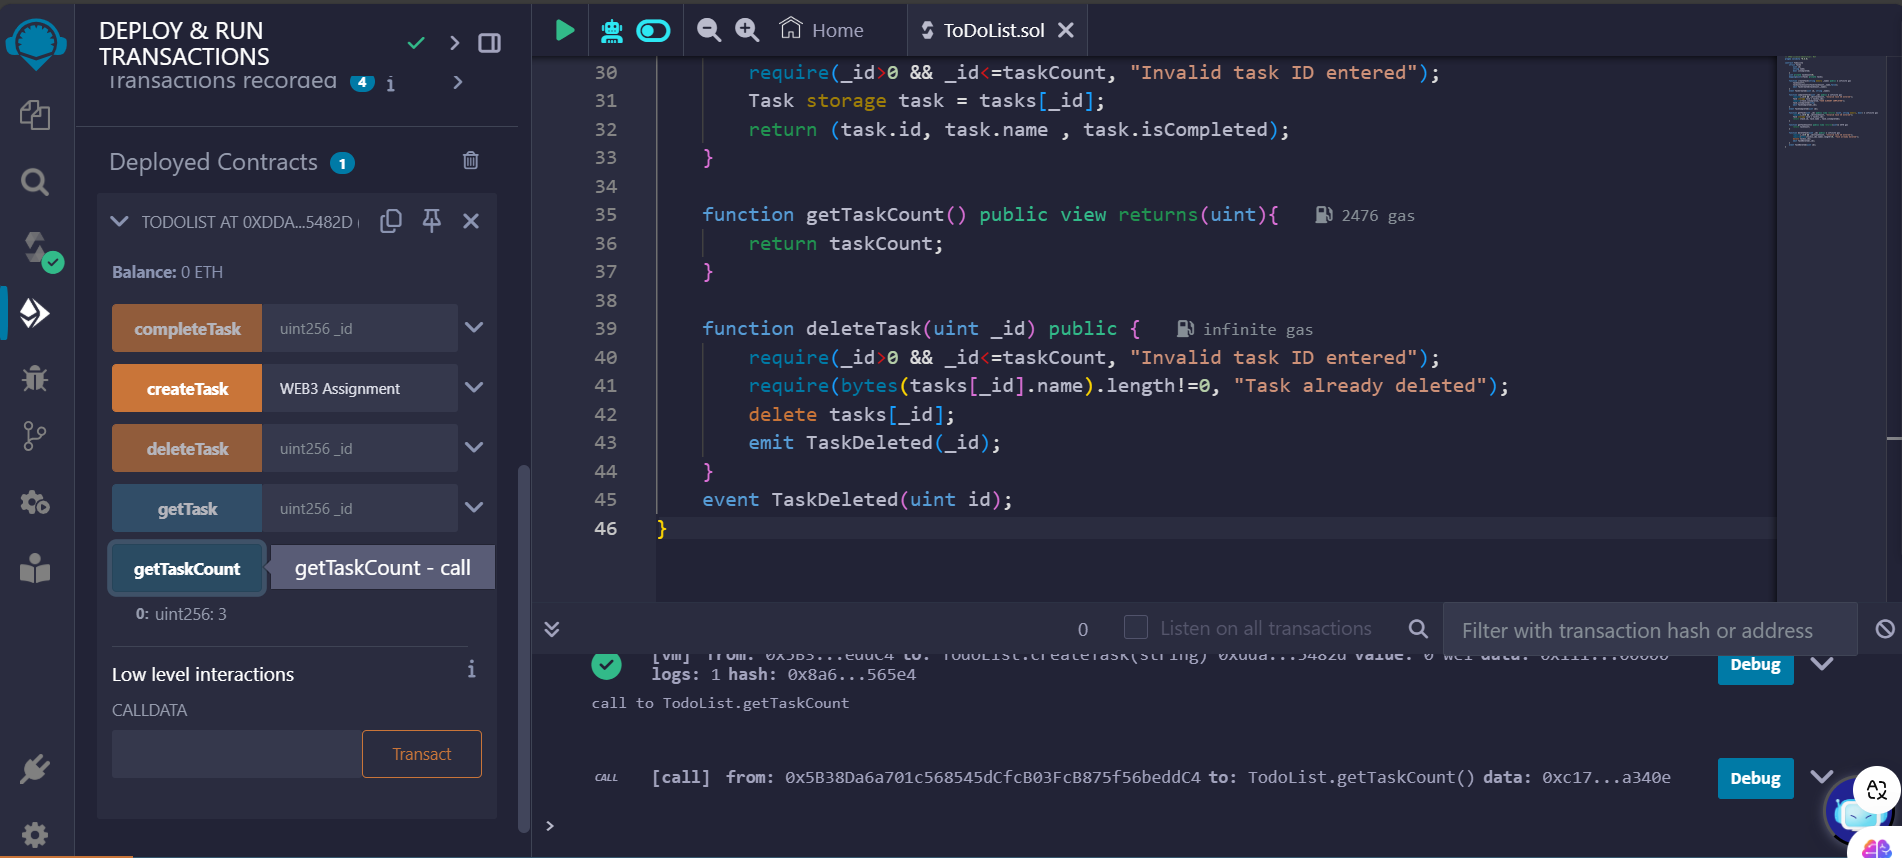 DEPLOY & RUN
TRANSACTIONS
Transactions recorded 4 i
Deployed Contracts 1
TODOLIST AT 0XDDA...5482D (
Balance: 0 ETH
completeTask uint256 _id
createTask WEB3 Assignment
deleteTask uint256 _id
getTask uint256 _id
getTaskCount getTaskCount - call
0: uint256: 3
Low level interactions i
CALLDATA
Transact
Home ToDoList.sol
30 require(_id>0 && _id<=taskCount, "Invalid task ID entered");
31 Task storage task = tasks[_id];
32 return (task.id, task.name , task.isCompleted);
33 }
34
35 function getTaskCount() public view returns(uint){ 2476 gas
36 return taskCount;
37 }
38
39 function deleteTask(uint _id) public { infinite gas
40 require(_id>0 && _id<=taskCount, "Invalid task ID entered");
41 require(bytes(tasks[_id].name).length!=0, "Task already deleted");
42 delete tasks[_id];
43 emit TaskDeleted(_id);
44 }
45 event TaskDeleted(uint id);
46 }
0 Listen on all transactions Filter with transaction hash or address
[vm] from: 0x5B3...eddC4 to: TodoList.createTask(string) 0xdda...5482d value: 0 wei data: 0x111...00000
logs: 1 hash: 0x8a6...565e4
Debug
call to TodoList.getTaskCount
CALL [call] from: 0x5B38Da6a701c568545dCfcB03FcB875f56beddC4 to: TodoList.getTaskCount() data: 0xc17...a340e
Debug
>